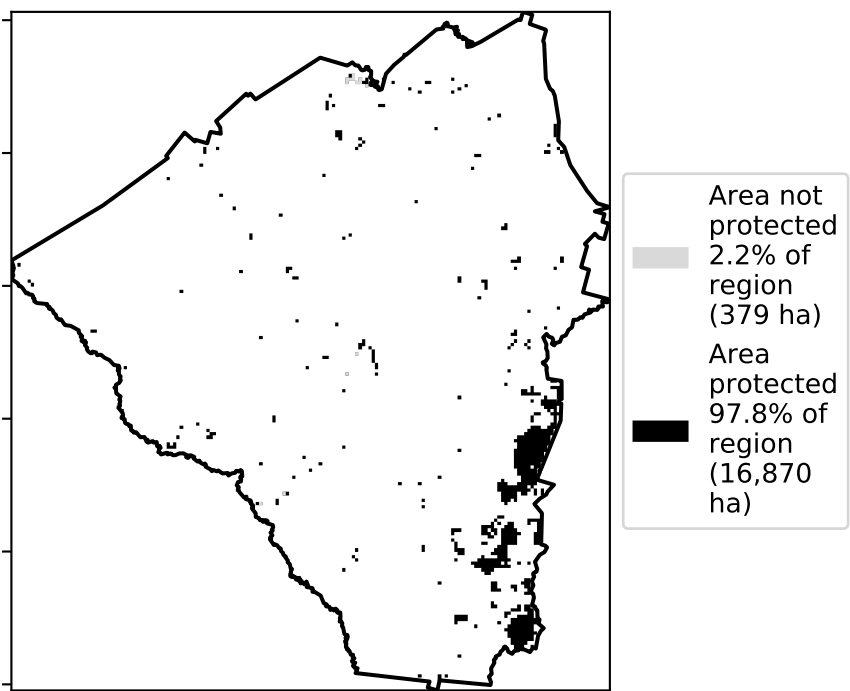 Area not
protected
2.2% of
region
(379 ha)
Area
protected
97.8% of
region
(16,870
ha)